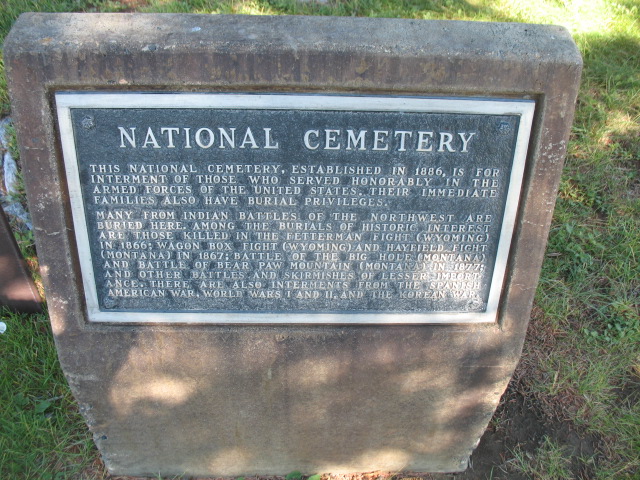 NATIONAL CEMETERY
THIS NATIONAL CEMETERY, ESTABLISHED IN 1886, IS FOR
INTERMENT OF THOSE WHO SERVED HONORABLY IN THE
ARMED FORCES OF THE UNITED STATES. THEIR IMMEDIATE
FAMILIES ALSO HAVE BURIAL PRIVILEGES.
MANY FROM INDIAN BATTLES OF THE NORTHWEST ARE
BURIED HERE. AMONG THE BURIALS OF HISTORIC INTEREST
ARE THOSE KILLED IN THE FETTERMAN FIGHT (WYOMING)
IN 1866; WAGON BOX FIGHT (WYOMING) AND HAYFIELD FIGHT
(MONTANA) IN 1867; BATTLE OF THE BIG HOLE (MONTANA)
AND BATTLE OF BEAR PAW MOUNTAIN (MONTANA) IN 1877;
AND OTHER BATTLES AND SKIRMISHES OF LESSER IMPORT-
ANCE. THERE ARE ALSO INTERMENTS FROM THE SPANISH
AMERICAN WAR, WORLD WARS I AND II, AND THE KOREAN WAR.